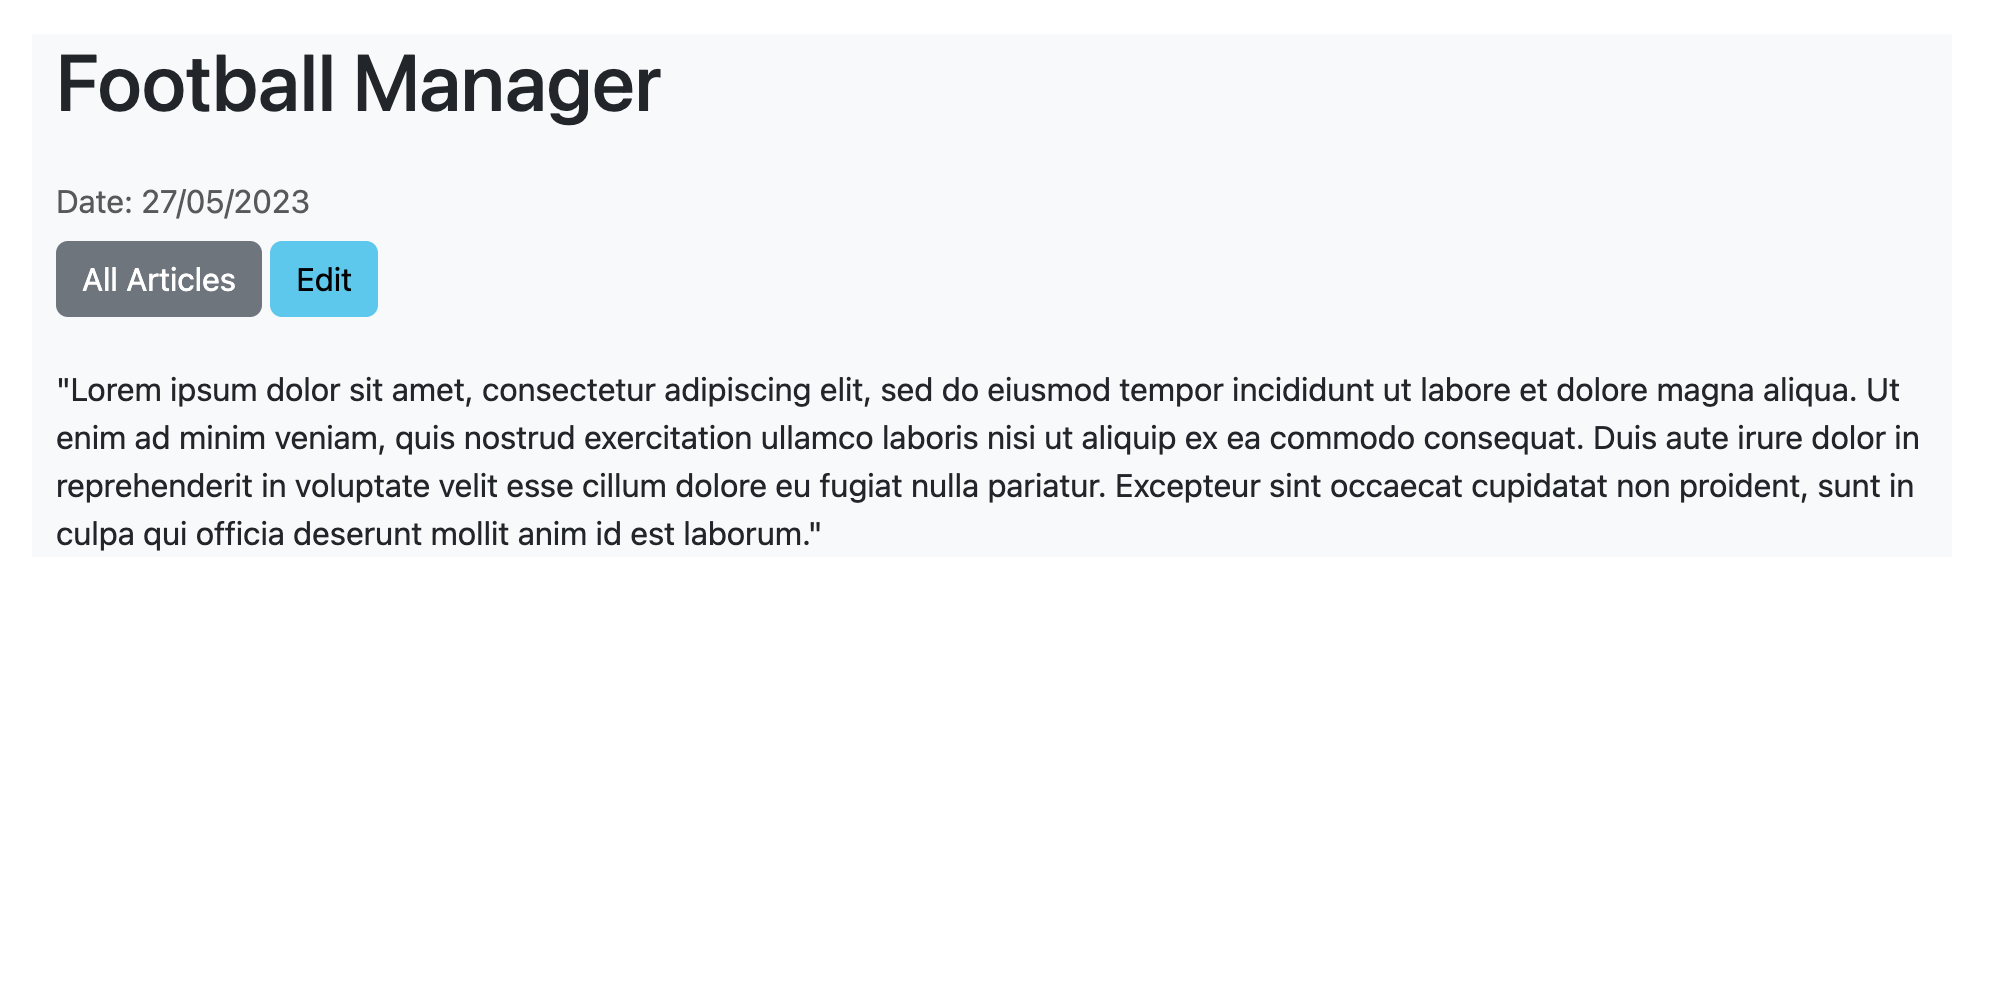 Football Manager
Date: 27/05/2023
All Articles Edit
"Lorem ipsum dolor sit amet, consectetur adipiscing elit, sed do eiusmod tempor incididunt ut labore et dolore magna aliqua. Ut
enim ad minim veniam, quis nostrud exercitation ullamco laboris nisi ut aliquip ex ea commodo consequat. Duis aute irure dolor in
reprehenderit in voluptate velit esse cillum dolore eu fugiat nulla pariatur. Excepteur sint occaecat cupidatat non proident, sunt in
culpa qui officia deserunt mollit anim id est laborum."